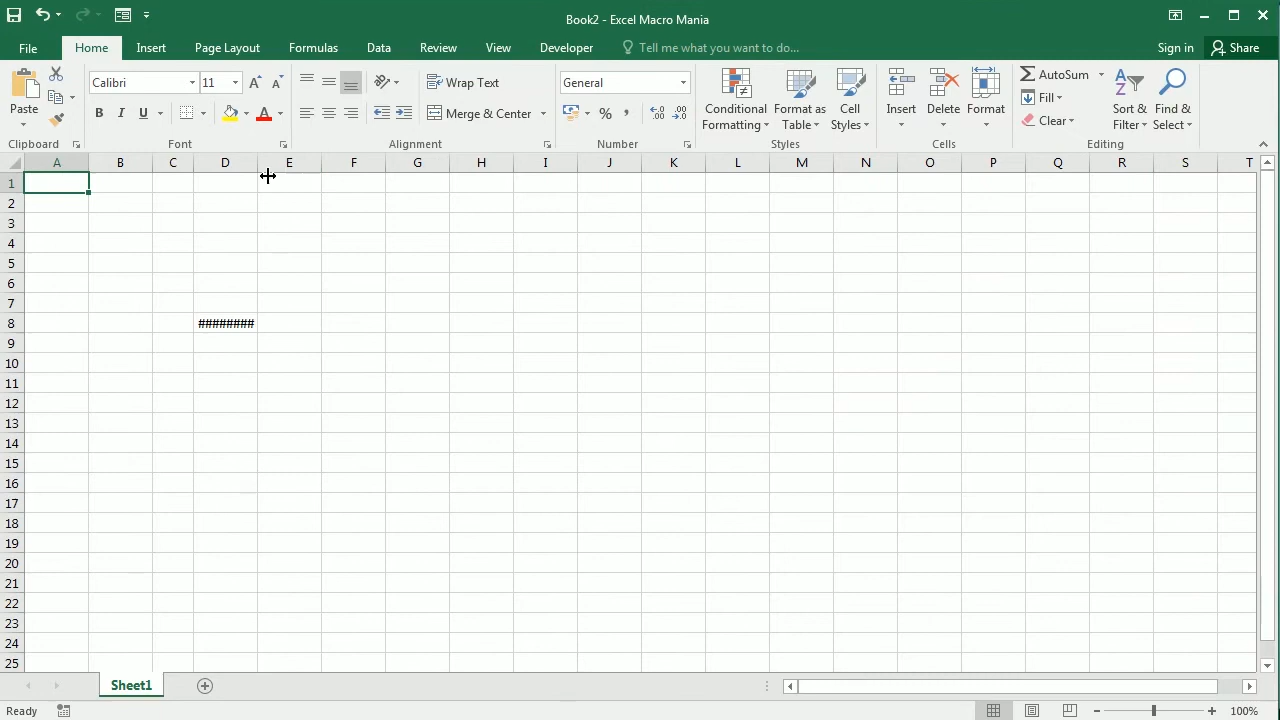 Book2 - Excel Macro Mania
File Home Insert Page Layout Formulas Data Review View Developer Tell me what you want to do... Sign in Share
Paste
Clipboard
Calibri 11
B I U A
Font
Wrap Text
Merge & Center
Alignment
General
% ,
Number
Conditional Formatting
Format as Table
Cell Styles
Styles
Insert Delete Format
Cells
AutoSum
Fill
Clear
Sort & Filter
Find & Select
Editing
A B C D E F G H I J K L M N O P Q R S T
1
2
3
4
5
6
7
8 ########
9
10
11
12
13
14
15
16
17
18
19
20
21
22
23
24
25
Sheet1
Ready 100%